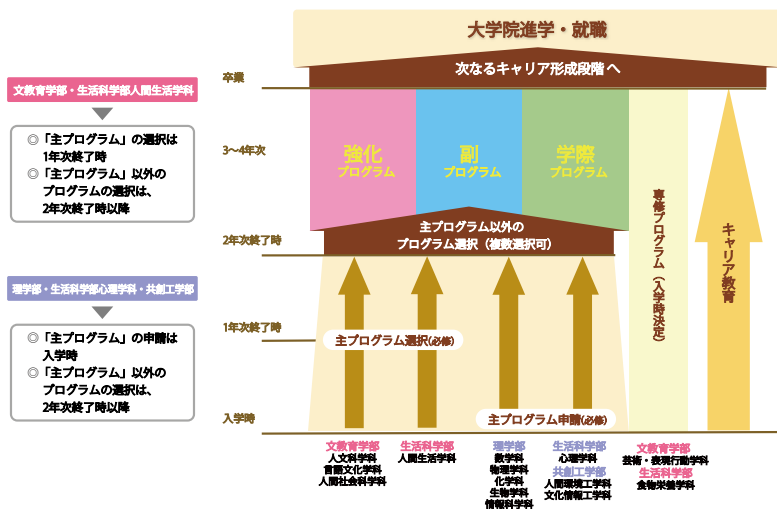 大学院進学・就職
次なるキャリア形成段階 へ
卒業
文教育学部・生活科学部人間生活学科
◎「主プログラム」の選択は
1年次終了時
◎「主プログラム」以外の
プログラムの選択は、
2年次終了時以降
3〜4年次
強化
プログラム
副
プログラム
学際
プログラム
専修プログラム（入学時決定）
キャリア教育
2年次終了時
主プログラム以外の
プログラム選択（複数選択可）
理学部・生活科学部心理学科・共創工学部
◎「主プログラム」の申請は
入学時
◎「主プログラム」以外の
プログラムの選択は、
2年次終了時以降
1年次終了時
主プログラム選択(必修)
入学時
主プログラム申請(必修)
文教育学部
人文科学科
言語文化学科
人間社会科学科
生活科学部
人間生活学科
理学部
数学科
物理学科
化学科
生物学科
情報科学科
生活科学部
心理学科
共創工学部
人間環境工学科
文化情報工学科
文教育学部
芸術・表現行動学科
生活科学部
食物栄養学科